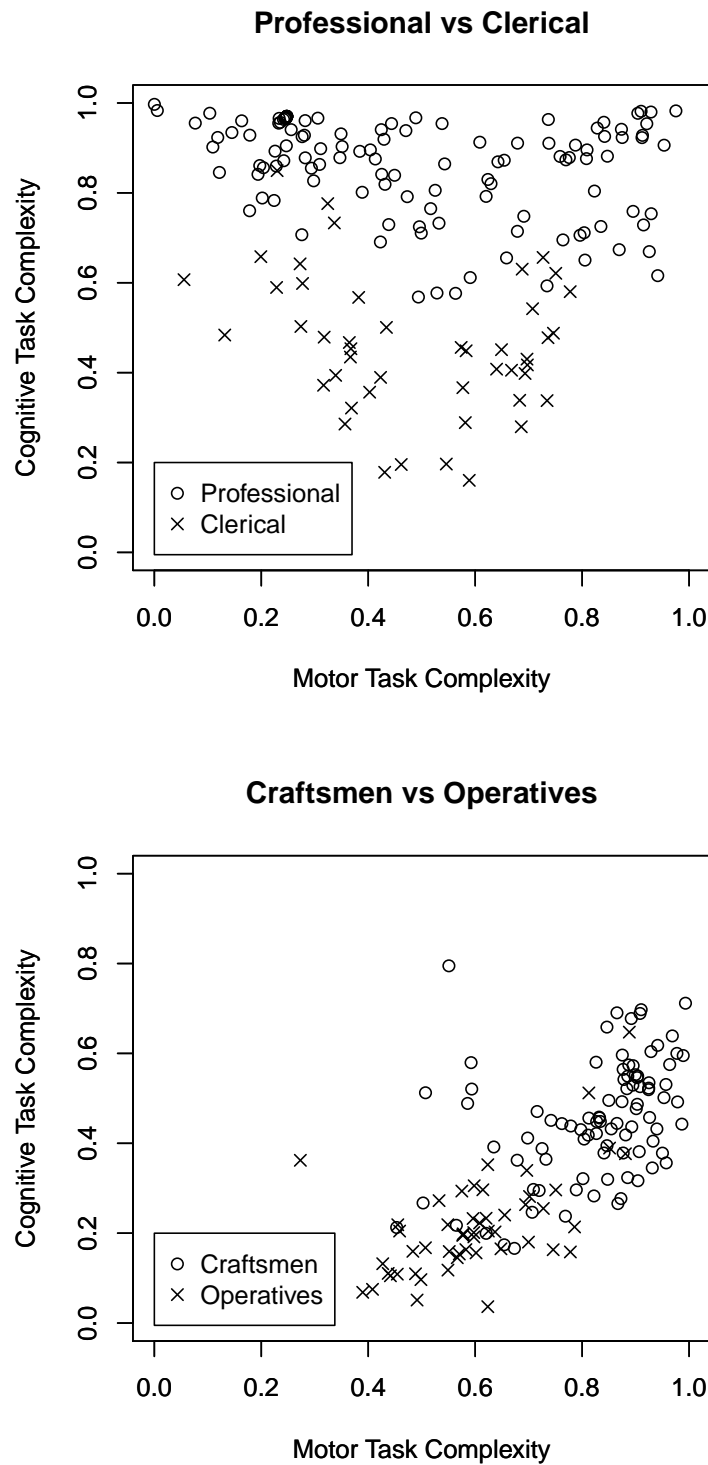 Professional vs Clerical
1.0
0.8
0.6
0.4
0.2
0.0
Cognitive Task Complexity
Professional
Clerical
0.0 0.2 0.4 0.6 0.8 1.0
Motor Task Complexity
Craftsmen vs Operatives
1.0
0.8
0.6
0.4
0.2
0.0
Cognitive Task Complexity
Craftsmen
Operatives
0.0 0.2 0.4 0.6 0.8 1.0
Motor Task Complexity